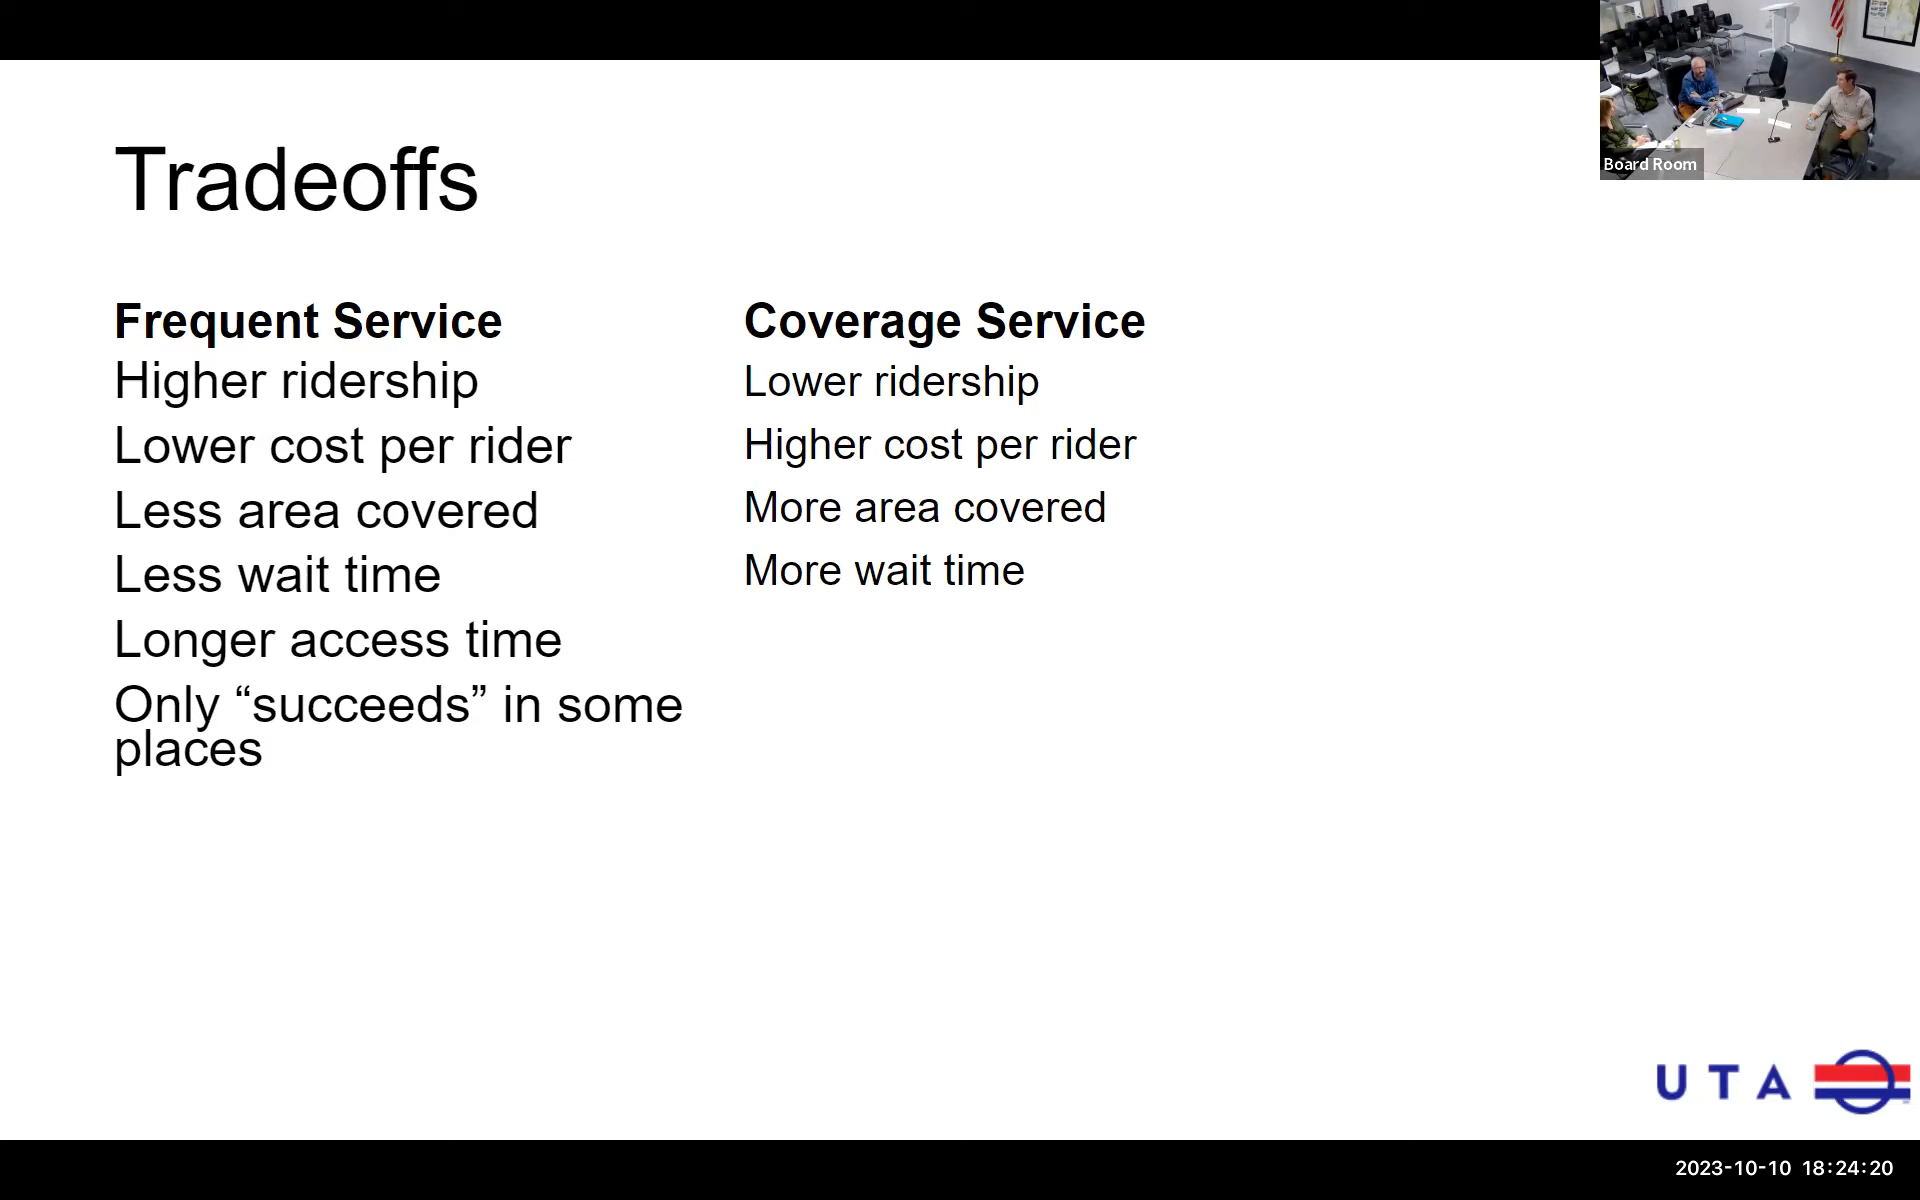 Board Room
Tradeoffs
Frequent Service
Higher ridership
Lower cost per rider
Less area covered
Less wait time
Longer access time
Only “succeeds” in some
places
Coverage Service
Lower ridership
Higher cost per rider
More area covered
More wait time
UTA
2023-10-10 18:24:20